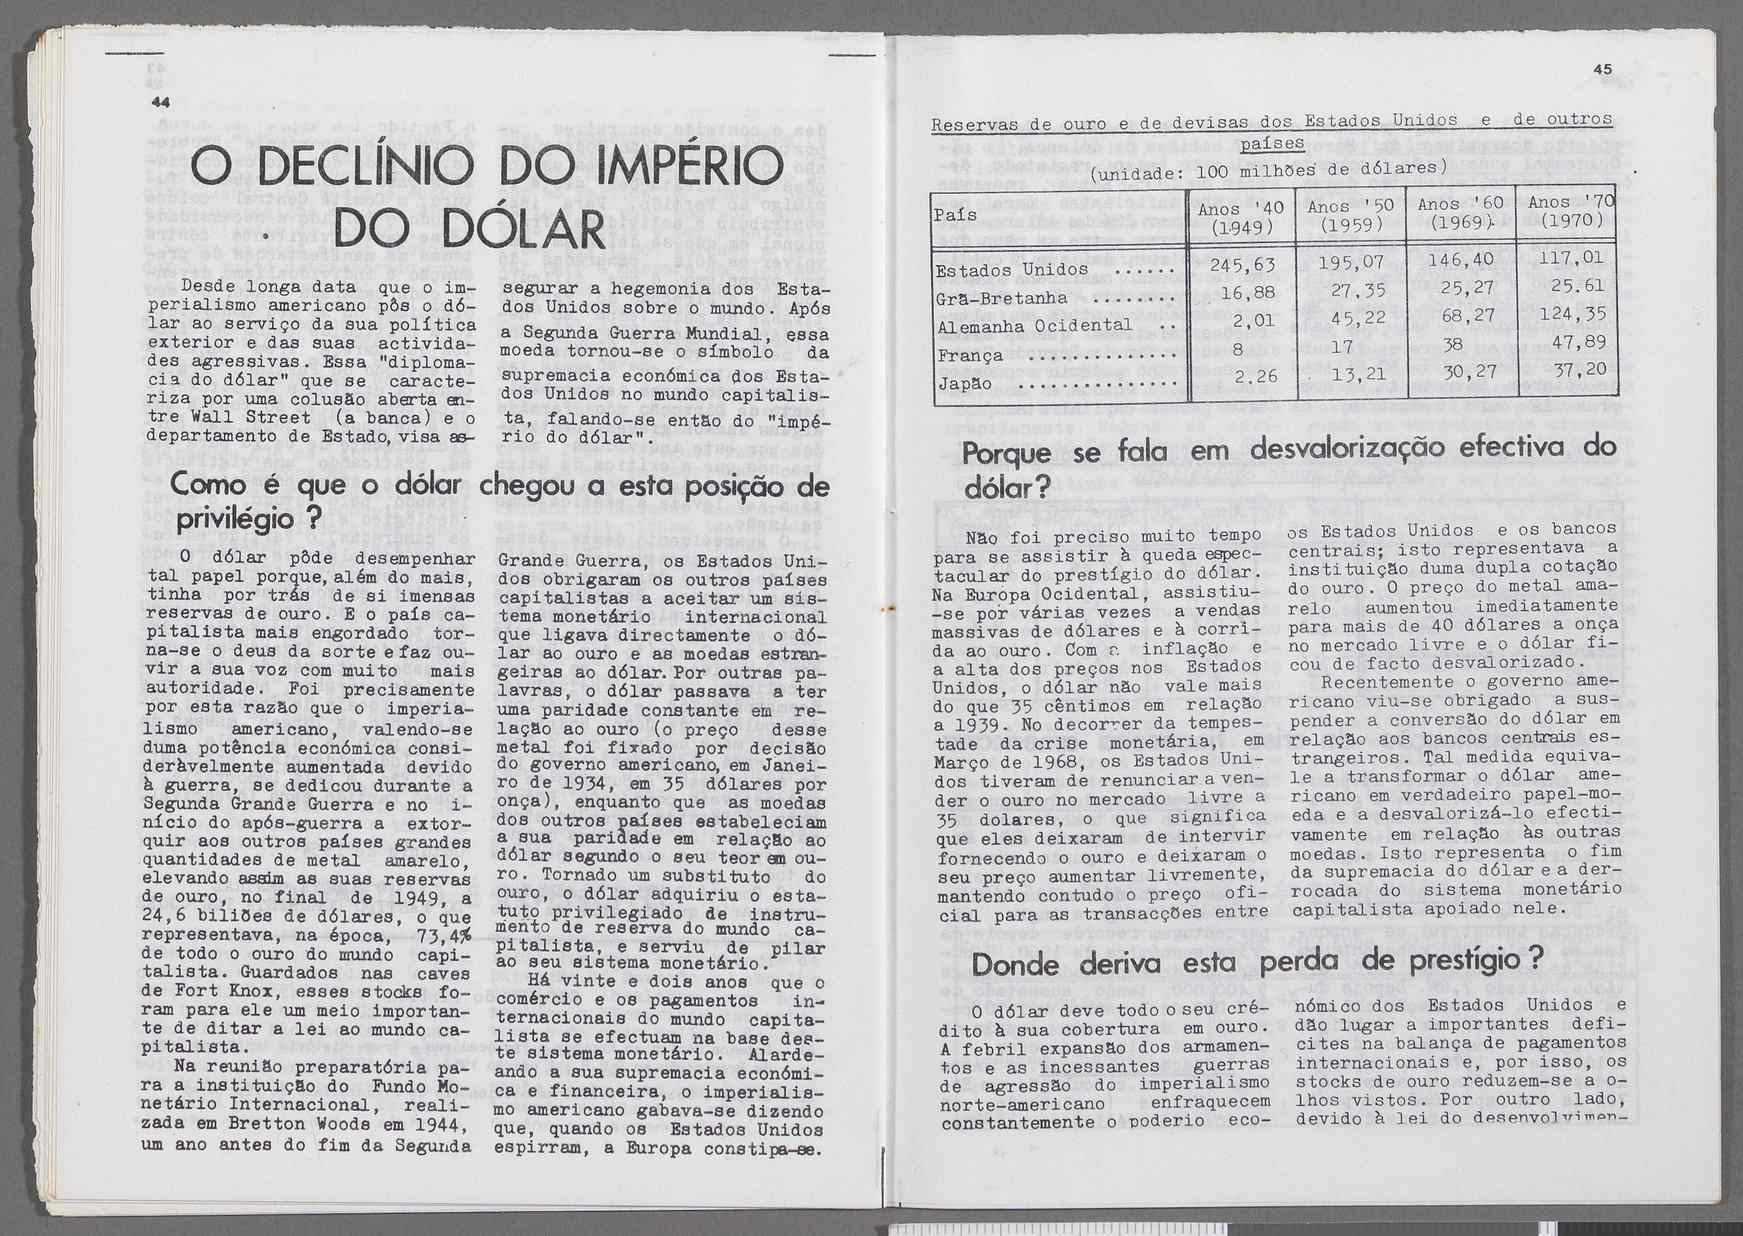 44
O DECLÍNIO DO IMPÉRIO
DO DÓLAR
Desde longa data que o im-
perialismo americano pôs o dó-
lar ao serviço da sua política
exterior e das suas activida-
des agressivas. Essa "diploma-
cia do dólar" que se caracte-
riza por uma colusão aberta en-
tre Wall Street (a banca) e o
departamento de Estado, visa as-
segurar a hegemonia dos Esta-
dos Unidos sobre o mundo. Após
a Segunda Guerra Mundial, essa
moeda tornou-se o símbolo da
supremacia económica dos Esta-
dos Unidos no mundo capitalis-
ta, falando-se então do "impé-
rio do dólar".
Como é que o dólar chegou a esta posição de
privilégio ?
O dólar pôde desempenhar
tal papel porque, além do mais,
tinha por trás de si imensas
reservas de ouro. E o país ca-
pitalista mais engordado tor-
na-se o deus da sorte e faz ou-
vir a sua voz com muito mais
autoridade. Foi precisamente
por esta razão que o imperia-
lismo americano, valendo-se
duma potência económica consi-
deràvelmente aumentada devido
à guerra, se dedicou durante a
Segunda Grande Guerra e no i-
nício do após-guerra a extor-
quir aos outros países grandes
quantidades de metal amarelo,
elevando assim as suas reservas
de ouro, no final de 1949, a
24,6 biliões de dólares, o que
representava, na época, 73,4%
de todo o ouro do mundo capi-
talista. Guardados nas caves
de Fort Knox, esses stocks fo-
ram para ele um meio importan-
te de ditar a lei ao mundo ca-
pitalista.
Na reunião preparatória pa-
ra a instituição do Fundo Mo-
netário Internacional, reali-
zada em Bretton Woods em 1944,
um ano antes do fim da Segunda
Grande Guerra, os Estados Uni-
dos obrigaram os outros países
capitalistas a aceitar um sis-
tema monetário internacional
que ligava directamente o dó-
lar ao ouro e as moedas estran-
geiras ao dólar. Por outras pa-
lavras, o dólar passava a ter
uma paridade constante em re-
lação ao ouro (o preço desse
metal foi fixado por decisão
do governo americano, em Janei-
ro de 1934, em 35 dólares por
onça), enquanto que as moedas
dos outros países estabeleciam
a sua paridade em relação ao
dólar segundo o seu teor em ou-
ro. Tornado um substituto do
ouro, o dólar adquiriu o esta-
tuto privilegiado de instru-
mento de reserva do mundo ca-
pitalista, e serviu de pilar
ao seu sistema monetário.
Há vinte e dois anos que o
comércio e os pagamentos in-
ternacionais do mundo capita-
lista se efectuam na base des-
te sistema monetário. Alarde-
ando a sua supremacia económi-
ca e financeira, o imperialis-
mo americano gabava-se dizendo
que, quando os Estados Unidos
espirram, a Europa constipa-se.
45
Reservas de ouro e de devisas dos Estados Unidos e de outros
países
(unidade: 100 milhões de dólares)
País Anos '40 (1949) Anos '50 (1959) Anos '60 (1969) Anos '70 (1970)
Estados Unidos ...... 245,63 195,07 146,40 117,01
Grã-Bretanha ........ 16,88 27.35 25,27 25.61
Alemanha Ocidental .. 2,01 45,22 68,27 124,35
França .............. 8 17 38 47,89
Japão ............... 2.26 13,21 30,27 37,20
Porque se fala em desvalorização efectiva do
dólar?
Não foi preciso muito tempo
para se assistir à queda espec-
tacular do prestígio do dólar.
Na Europa Ocidental, assistiu-
-se por várias vezes a vendas
massivas de dólares e à corri-
da ao ouro. Com a inflação e
a alta dos preços nos Estados
Unidos, o dólar não vale mais
do que 35 cêntimos em relação
a 1939. No decorrer da tempes-
tade da crise monetária, em
Março de 1968, os Estados Uni-
dos tiveram de renunciar a ven-
der o ouro no mercado livre a
35 dolares, o que significa
que eles deixaram de intervir
fornecendo o ouro e deixaram o
seu preço aumentar livremente,
mantendo contudo o preço ofi-
cial para as transacções entre
os Estados Unidos e os bancos
centrais; isto representava a
instituição duma dupla cotação
do ouro. O preço do metal ama-
relo aumentou imediatamente
para mais de 40 dólares a onça
no mercado livre e o dólar fi-
cou de facto desvalorizado.
Recentemente o governo ame-
ricano viu-se obrigado a sus-
pender a conversão do dólar em
relação aos bancos centrais es-
trangeiros. Tal medida equiva-
le a transformar o dólar ame-
ricano em verdadeiro papel-mo-
eda e a desvalorizá-lo efecti-
vamente em relação às outras
moedas. Isto representa o fim
da supremacia do dólar e a der-
rocada do sistema monetário
capitalista apoiado nele.
Donde deriva esta perda de prestígio ?
O dólar deve todo o seu cré-
dito à sua cobertura em ouro.
A febril expansão dos armamen-
tos e as incessantes guerras
de agressão do imperialismo
norte-americano enfraquecem
constantemente o poderio eco-
nómico dos Estados Unidos e
dão lugar a importantes defi-
cites na balança de pagamentos
internacionais e, por isso, os
stocks de ouro reduzem-se a o-
lhos vistos. Por outro lado,
devido à lei do desenvolvimen-